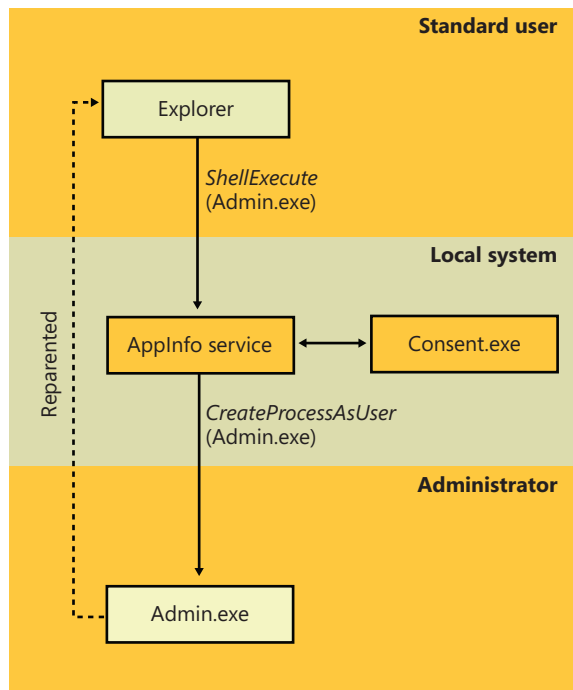 Standard user
Explorer
ShellExecute
(Admin.exe)
Local system
AppInfo service
Consent.exe
Reparented
CreateProcessAsUser
(Admin.exe)
Administrator
Admin.exe